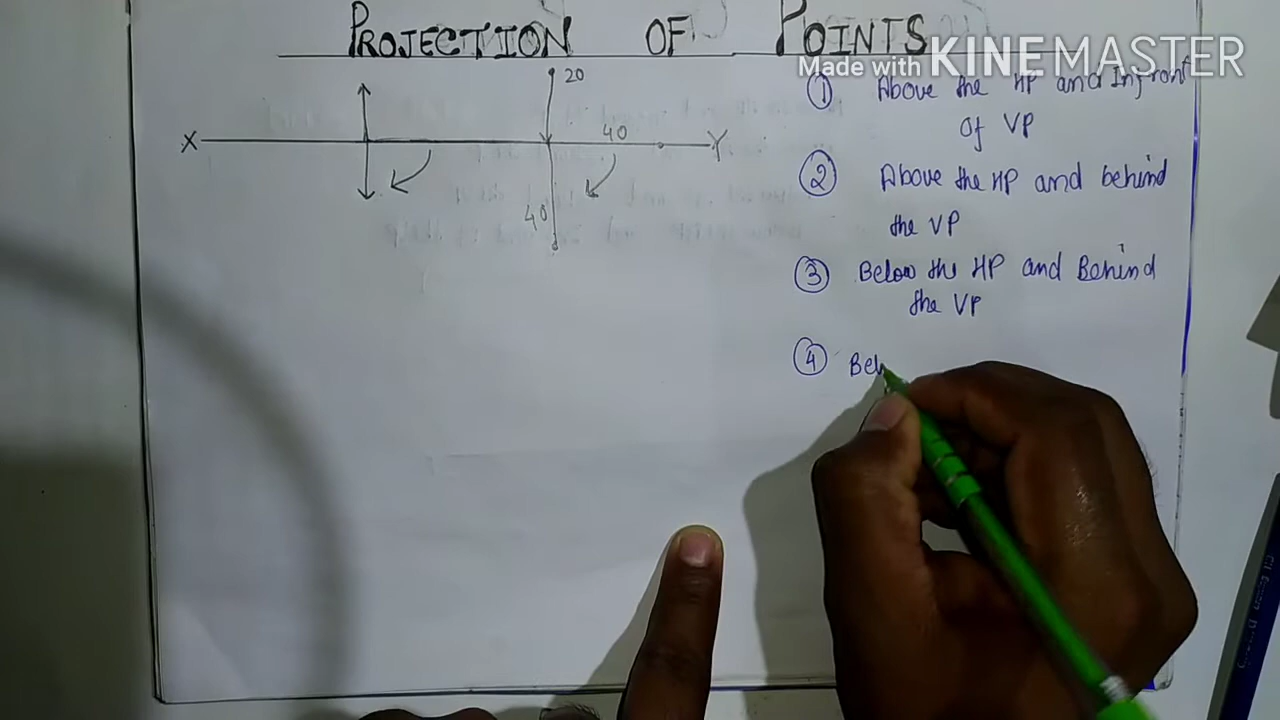 PROJECTION OF POINTS
Made with KINEMASTER
20
X
40
Y
40
① Above the HP and Infront
of VP
② Above the HP and behind
the VP
③ Below the HP and Behind
the VP
④ Bel